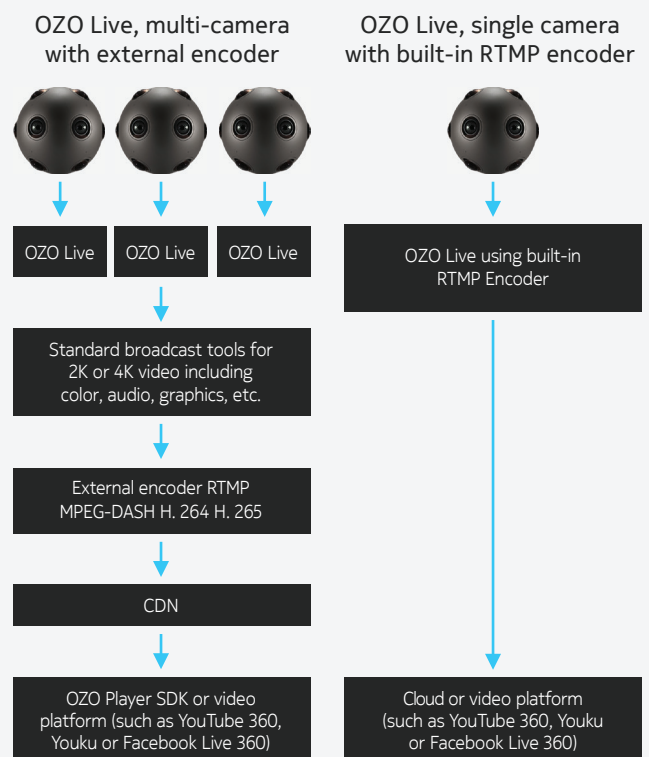 OZO Live, multi-camera
with external encoder
OZO Live
OZO Live
OZO Live
Standard broadcast tools for
2K or 4K video including
color, audio, graphics, etc.
External encoder RTMP
MPEG-DASH H. 264 H. 265
CDN
OZO Player SDK or video
platform (such as YouTube 360,
Youku or Facebook Live 360)
OZO Live, single camera
with built-in RTMP encoder
OZO Live using built-in
RTMP Encoder
Cloud or video platform
(such as YouTube 360, Youku
or Facebook Live 360)